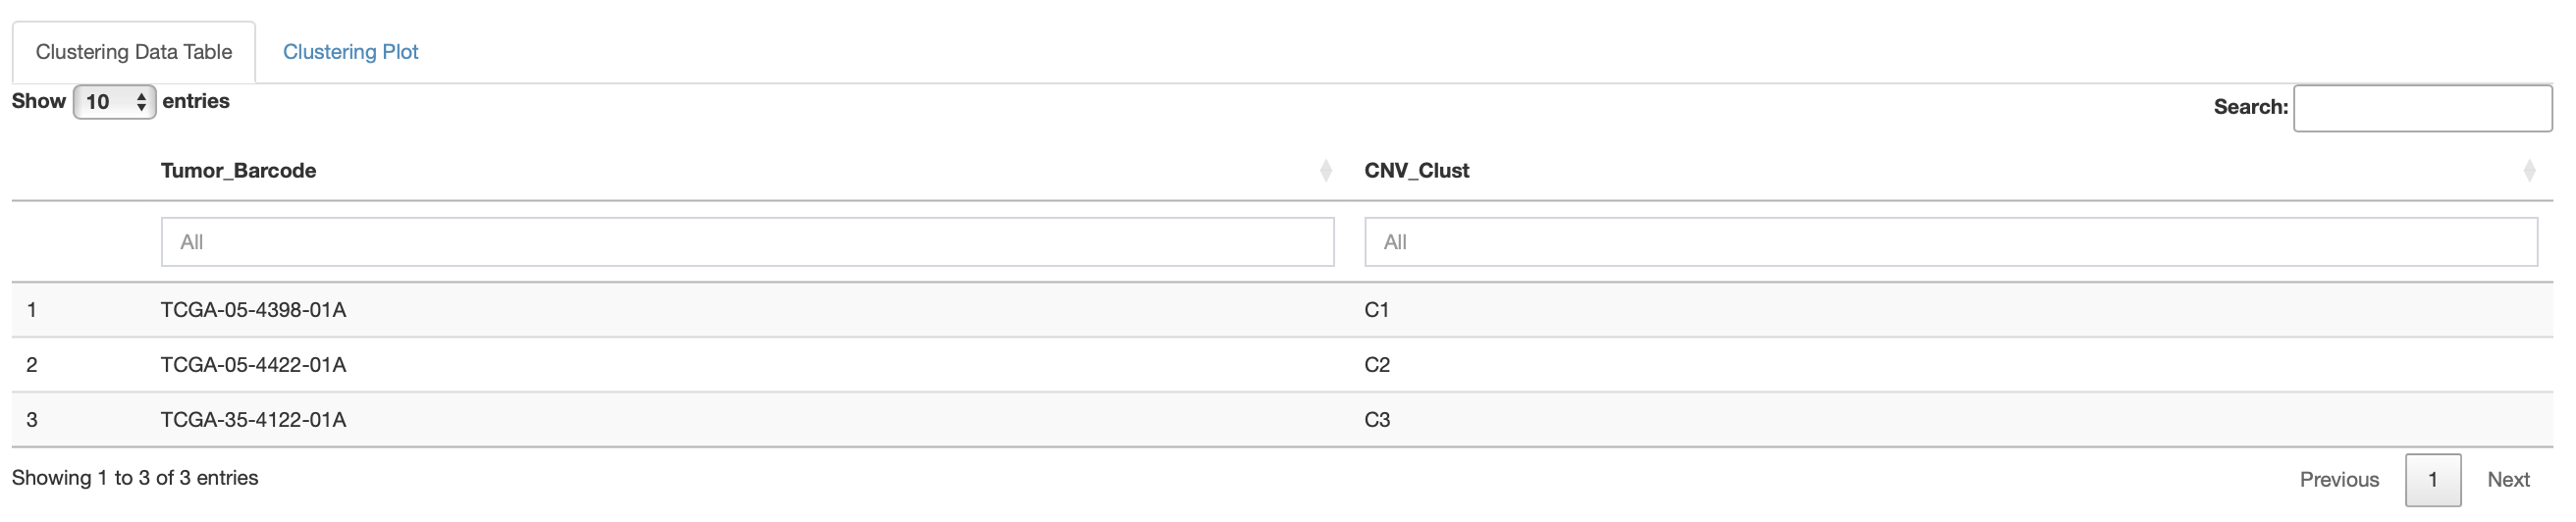 Clustering Data Table Clustering Plot
Show 10 entries Search:
Tumor_Barcode CNV_Clust
All All
1 TCGA-05-4398-01A C1
2 TCGA-05-4422-01A C2
3 TCGA-35-4122-01A C3
Showing 1 to 3 of 3 entries Previous 1 Next